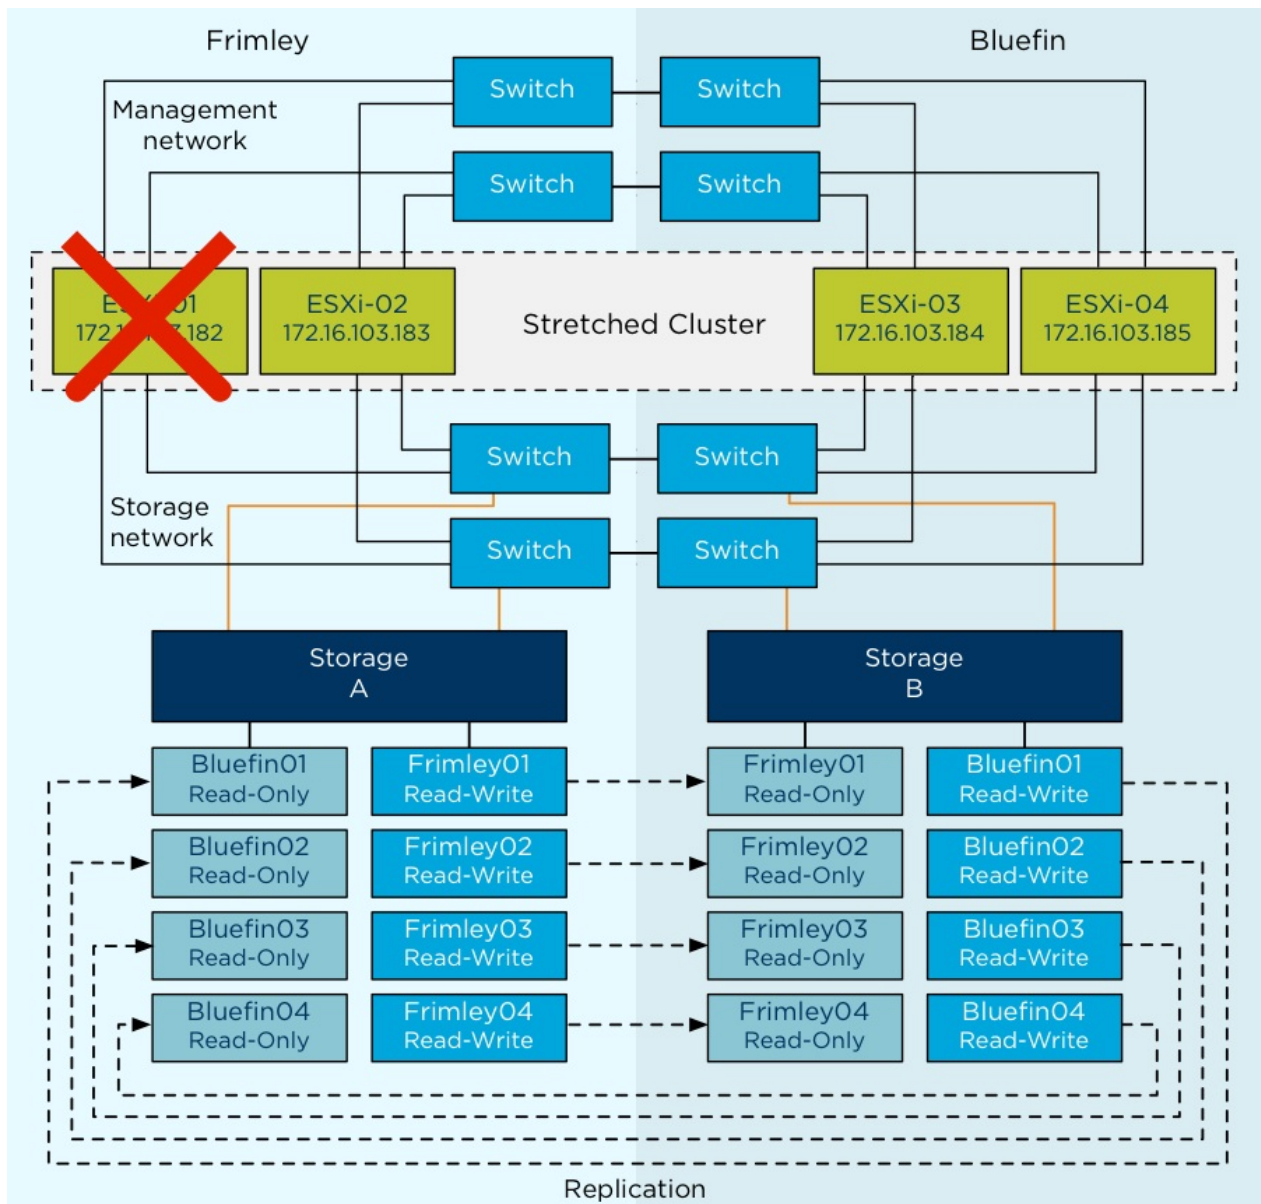 Frimley
Bluefin
Switch
Switch
Management
network
Switch
Switch
ESXi-02
172.16.103.183
Stretched Cluster
ESXi-03
172.16.103.184
ESXi-04
172.16.103.185
Switch
Switch
Storage
network
Switch
Switch
Storage
A
Storage
B
Bluefin01
Read-Only
Frimley01
Read-Write
Frimley01
Read-Only
Bluefin01
Read-Write
Bluefin02
Read-Only
Frimley02
Read-Write
Frimley02
Read-Only
Bluefin02
Read-Write
Bluefin03
Read-Only
Frimley03
Read-Write
Frimley03
Read-Only
Bluefin03
Read-Write
Bluefin04
Read-Only
Frimley04
Read-Write
Frimley04
Read-Only
Bluefin04
Read-Write
Replication